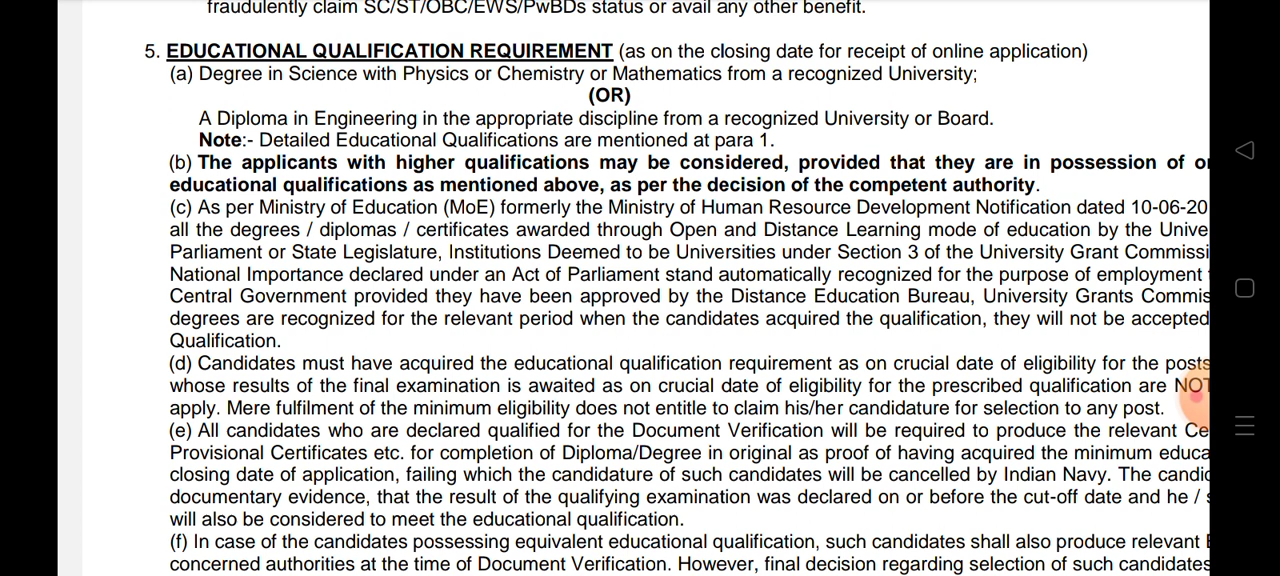 fraudulently claim SC/ST/OBC/EWS/PwBDs status or avail any other benefit.
5. EDUCATIONAL QUALIFICATION REQUIREMENT (as on the closing date for receipt of online application)
(a) Degree in Science with Physics or Chemistry or Mathematics from a recognized University;
(OR)
A Diploma in Engineering in the appropriate discipline from a recognized University or Board.
Note:- Detailed Educational Qualifications are mentioned at para 1.
(b) The applicants with higher qualifications may be considered, provided that they are in possession of
educational qualifications as mentioned above, as per the decision of the competent authority.
(c) As per Ministry of Education (MoE) formerly the Ministry of Human Resource Development Notification dated 10-06-20
all the degrees / diplomas / certificates awarded through Open and Distance Learning mode of education by the Unive
Parliament or State Legislature, Institutions Deemed to be Universities under Section 3 of the University Grant Commissi
National Importance declared under an Act of Parliament stand automatically recognized for the purpose of employment
Central Government provided they have been approved by the Distance Education Bureau, University Grants Commis
degrees are recognized for the relevant period when the candidates acquired the qualification, they will not be accepted
Qualification.
(d) Candidates must have acquired the educational qualification requirement as on crucial date of eligibility for the posts
whose results of the final examination is awaited as on crucial date of eligibility for the prescribed qualification are NOT
apply. Mere fulfilment of the minimum eligibility does not entitle to claim his/her candidature for selection to any post.
(e) All candidates who are declared qualified for the Document Verification will be required to produce the relevant Ce
Provisional Certificates etc. for completion of Diploma/Degree in original as proof of having acquired the minimum educa
closing date of application, failing which the candidature of such candidates will be cancelled by Indian Navy. The candid
documentary evidence, that the result of the qualifying examination was declared on or before the cut-off date and he /
will also be considered to meet the educational qualification.
(f) In case of the candidates possessing equivalent educational qualification, such candidates shall also produce relevant
concerned authorities at the time of Document Verification. However, final decision regarding selection of such candidates